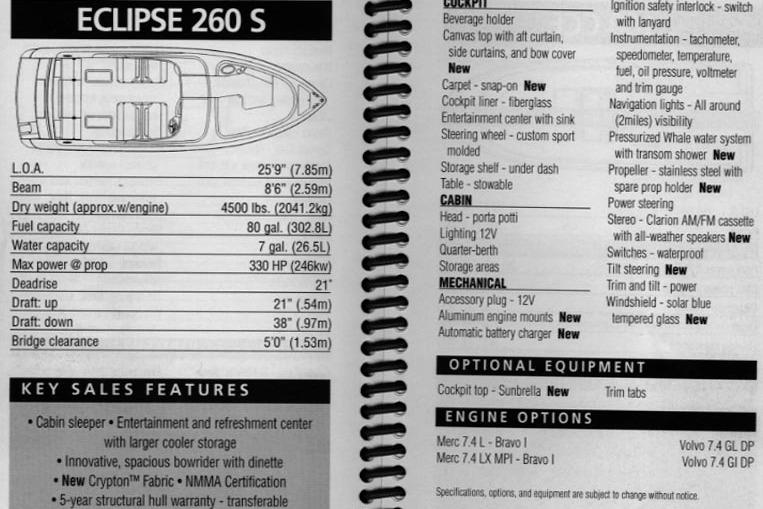 ECLIPSE 260 S
L.O.A. 25'9" (7.85m)
Beam 8'6" (2.59m)
Dry weight (approx.w/engine) 4500 lbs. (2041.2kg)
Fuel capacity 80 gal. (302.8L)
Water capacity 7 gal. (26.5L)
Max power @ prop 330 HP (246kw)
Deadrise 21°
Draft: up 21" (.54m)
Draft: down 38" (.97m)
Bridge clearance 5'0" (1.53m)
KEY SALES FEATURES
• Cabin sleeper • Entertainment and refreshment center
with larger cooler storage
• Innovative, spacious bowrider with dinette
• New Crypton™ Fabric • NMMA Certification
• 5-year structural hull warranty - transferable
COCKPIT
Beverage holder
Canvas top with aft curtain,
side curtains, and bow cover
New
Carpet - snap-on New
Cockpit liner - fiberglass
Entertainment center with sink
Steering wheel - custom sport
molded
Storage shelf - under dash
Table - stowable
CABIN
Head - porta potti
Lighting 12V
Quarter-berth
Storage areas
MECHANICAL
Accessory plug - 12V
Aluminum engine mounts New
Automatic battery charger New
Ignition safety interlock - switch
with lanyard
Instrumentation - tachometer,
speedometer, temperature,
fuel, oil pressure, voltmeter
and trim gauge
Navigation lights - All around
(2miles) visibility
Pressurized Whale water system
with transom shower New
Propeller - stainless steel with
spare prop holder New
Power steering
Stereo - Clarion AM/FM cassette
with all-weather speakers New
Switches - waterproof
Tilt steering New
Trim and tilt - power
Windshield - solar blue
tempered glass New
OPTIONAL EQUIPMENT
Cockpit top - Sunbrella New Trim tabs
ENGINE OPTIONS
Merc 7.4 L - Bravo I Volvo 7.4 GL DP
Merc 7.4 LX MPI - Bravo I Volvo 7.4 GI DP
Specifications, options, and equipment are subject to change without notice.